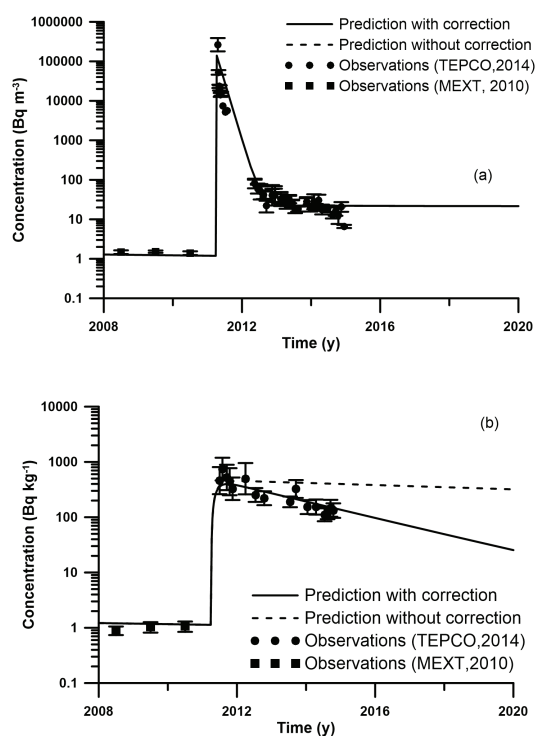 Prediction with correction
Prediction without correction
Observations (TEPCO,2014)
Observations (MEXT, 2010)
(a)
Concentration (Bq m⁻³)
1000000
100000
10000
1000
100
10
1
0.1
2008
2012
2016
2020
Time (y)
(b)
Concentration (Bq kg⁻¹)
10000
1000
100
10
1
0.1
Prediction with correction
Prediction without correction
Observations (TEPCO,2014)
Observations (MEXT,2010)
2008
2012
2016
2020
Time (y)